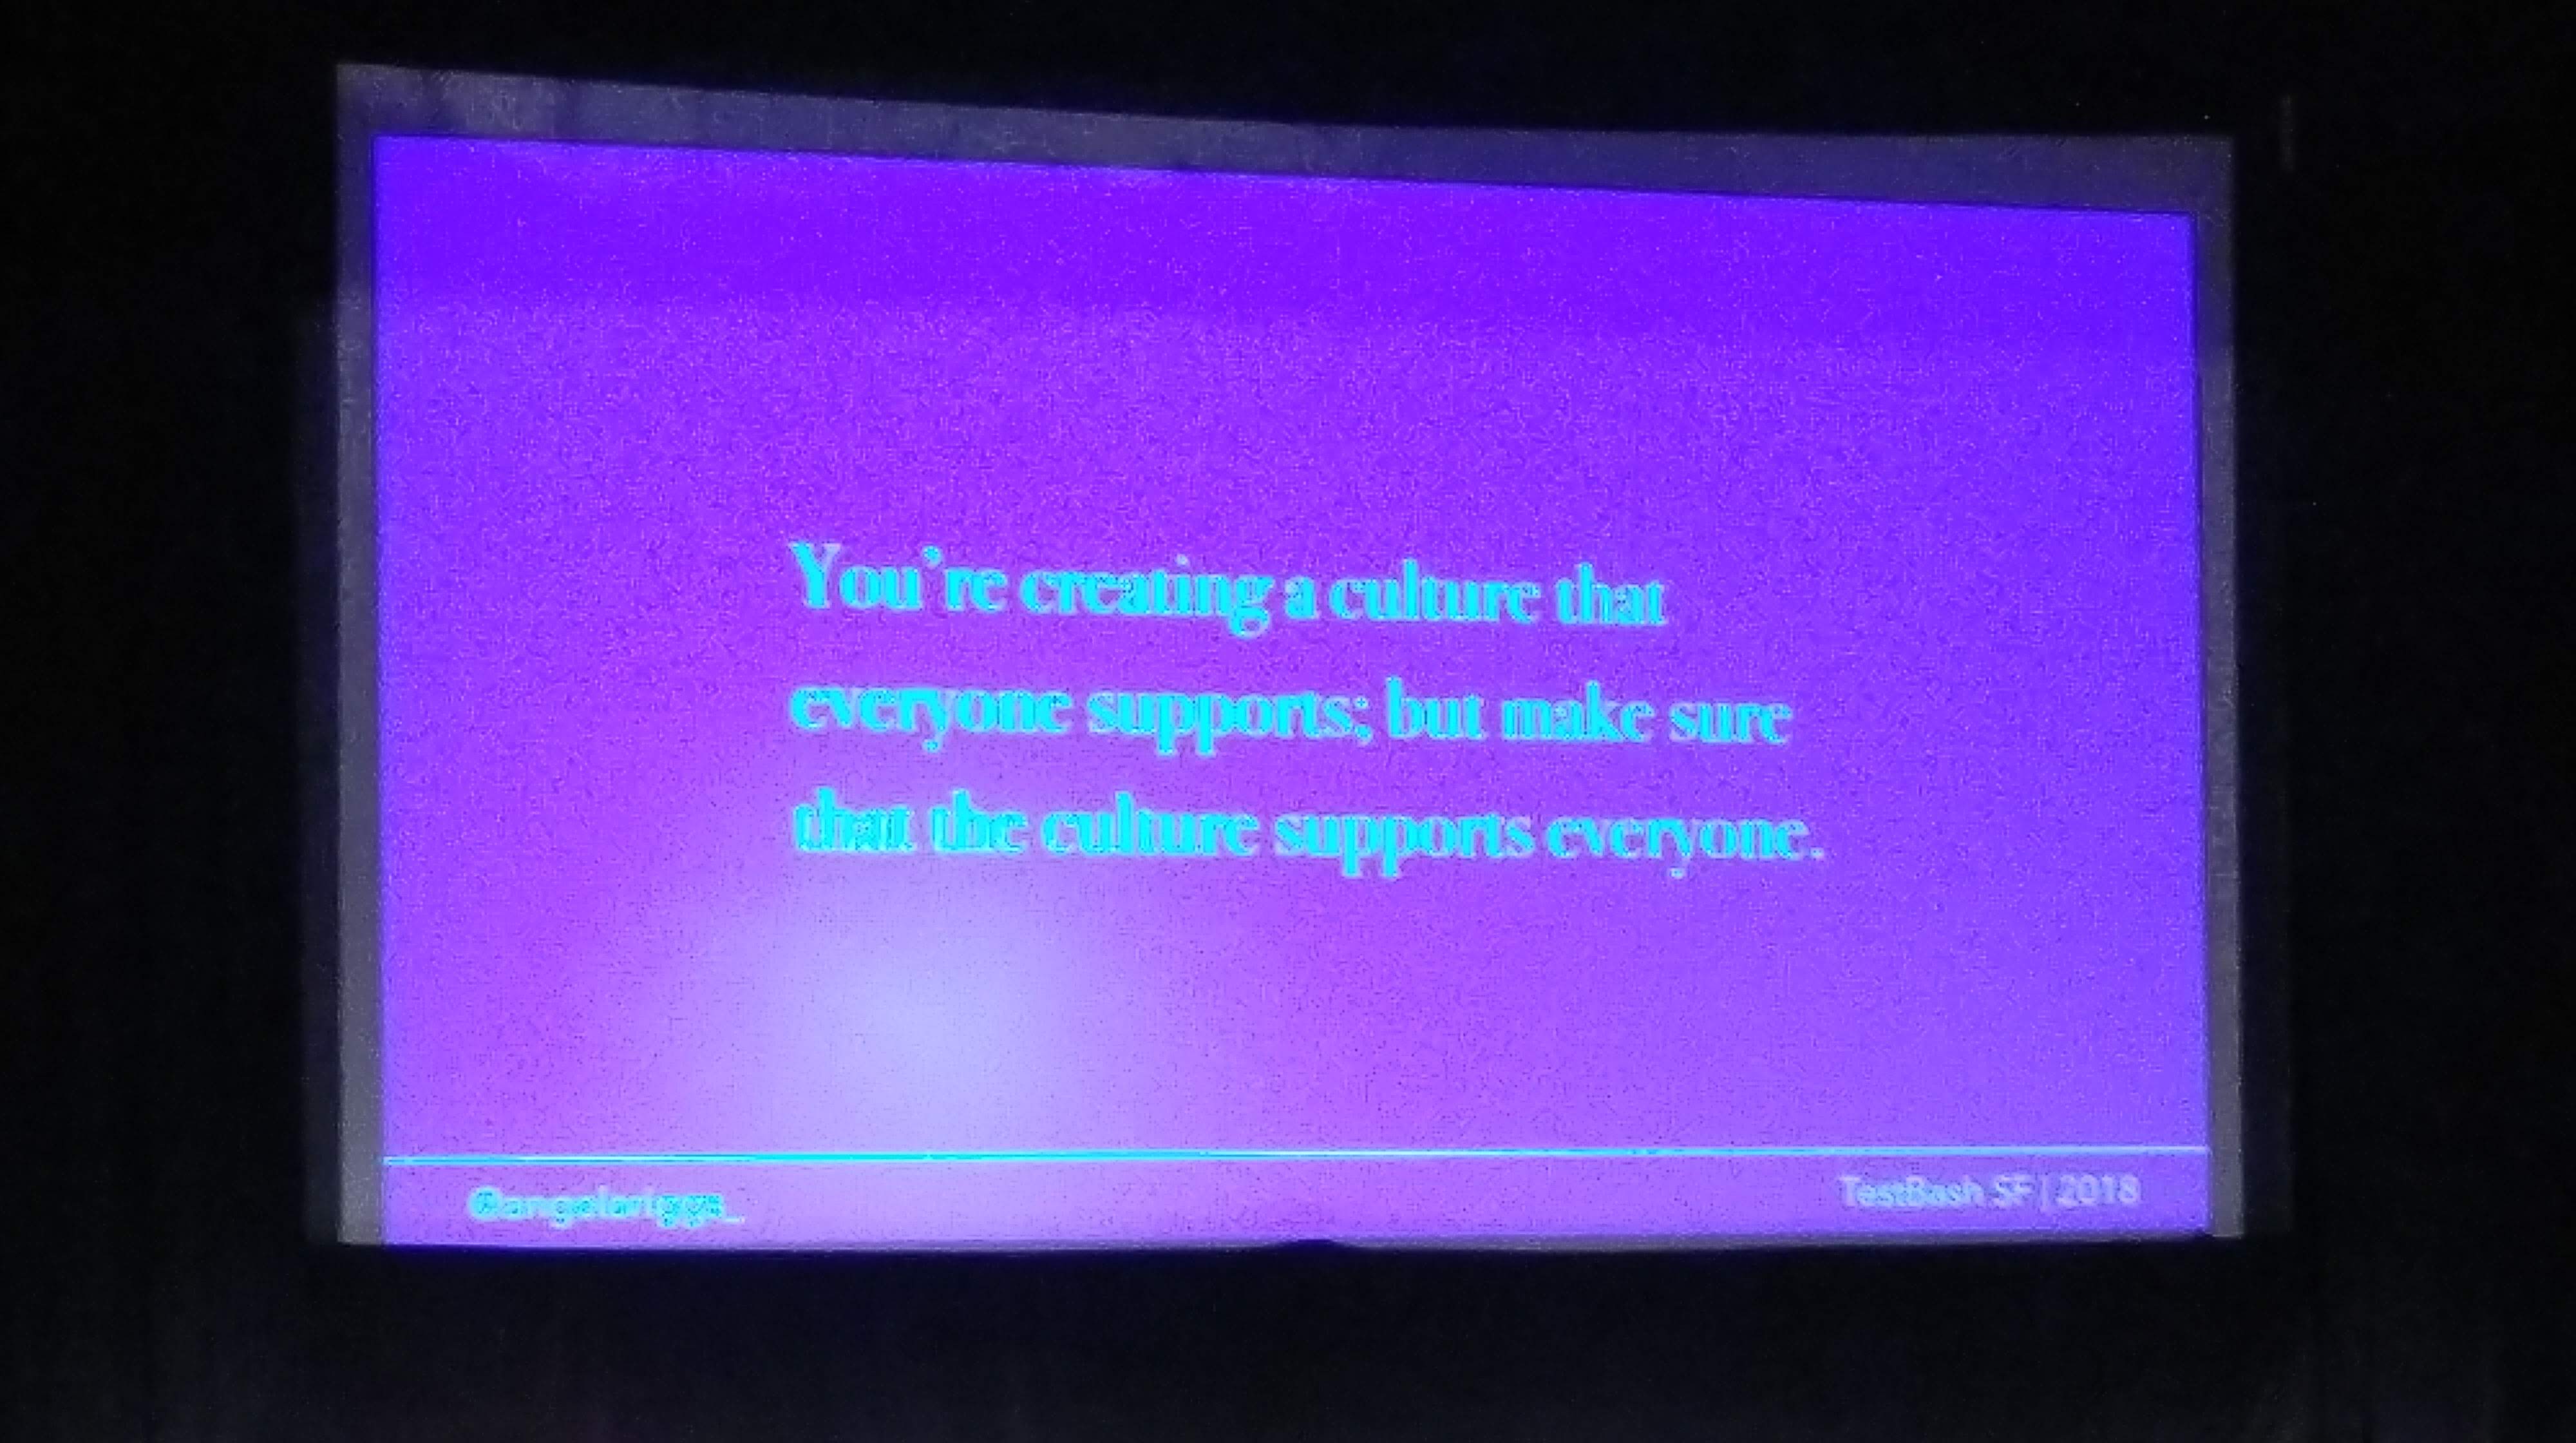 You're creating a culture that
everyone supports; but make sure
that the culture supports everyone.
@angelariggs_
TestBash SF | 2018